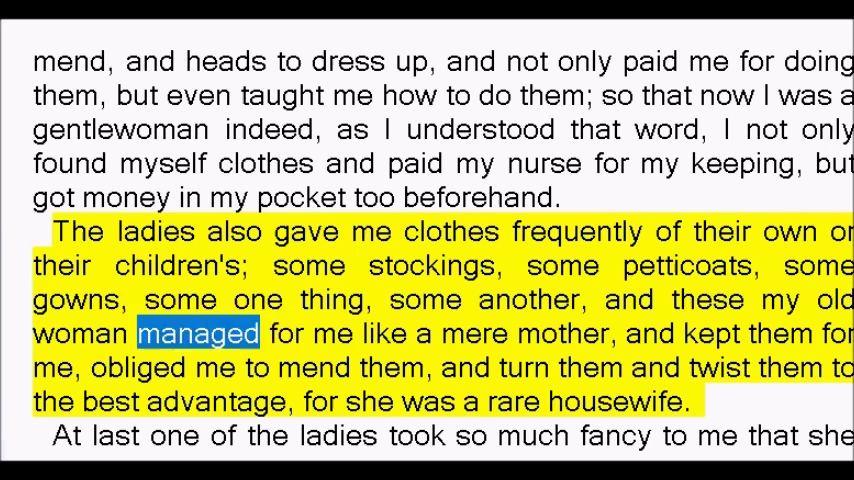 mend, and heads to dress up, and not only paid me for doing
them, but even taught me how to do them; so that now I was a
gentlewoman indeed, as I understood that word, I not only
found myself clothes and paid my nurse for my keeping, but
got money in my pocket too beforehand.
The ladies also gave me clothes frequently of their own or
their children's; some stockings, some petticoats, some
gowns, some one thing, some another, and these my old
woman managed for me like a mere mother, and kept them for
me, obliged me to mend them, and turn them and twist them to
the best advantage, for she was a rare housewife.
At last one of the ladies took so much fancy to me that she